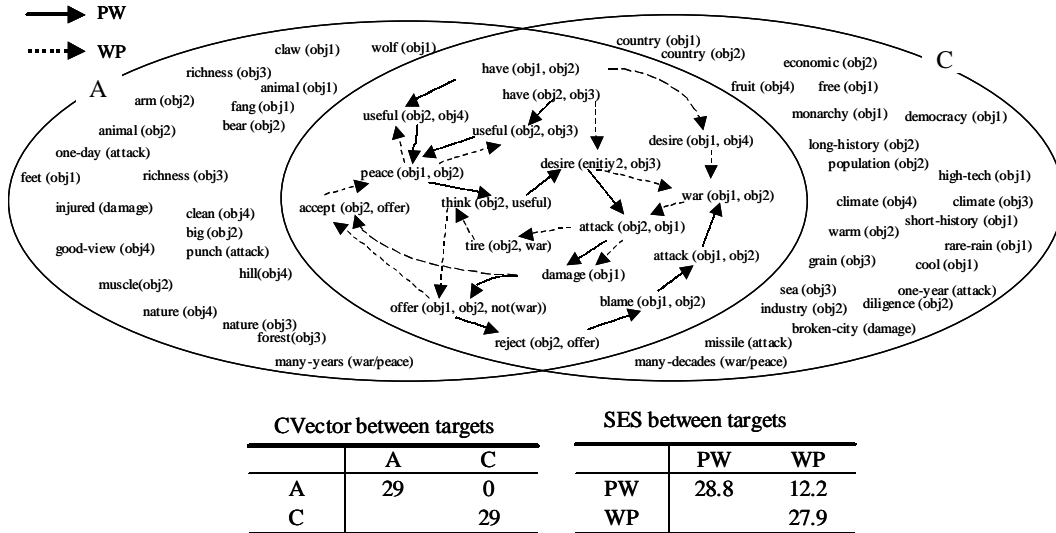 PW
WP
A
claw (obj1)
wolf (obj1)
richness (obj3)
animal (obj1)
arm (obj2)
fang (obj1)
bear (obj2)
animal (obj2)
one-day (attack)
feet (obj1)
richness (obj3)
injured (damage)
clean (obj4)
big (obj2)
good-view (obj4)
punch (attack)
hill(obj4)
muscle(obj2)
nature (obj4)
nature (obj3)
forest(obj3)
many-years (war/peace)
have (obj1, obj2)
have (obj2, obj3)
useful (obj2, obj4)
useful (obj2, obj3)
desire (obj1, obj4)
peace (obj1, obj2)
desire (enitiy2, obj3)
accept (obj2, offer)
think (obj2, useful)
war (obj1, obj2)
attack (obj2, obj1)
tire (obj2, war)
attack (obj1, obj2)
damage (obj1)
offer (obj1, obj2, not(war))
blame (obj1, obj2)
reject (obj2, offer)
C
country (obj1)
country (obj2)
economic (obj2)
fruit (obj4)
free (obj1)
monarchy (obj1)
democracy (obj1)
long-history (obj2)
population (obj2)
high-tech (obj1)
climate (obj4)
climate (obj3)
short-history (obj1)
warm (obj2)
rare-rain (obj1)
grain (obj3)
cool (obj1)
sea (obj3)
one-year (attack)
industry (obj2)
diligence (obj2)
broken-city (damage)
missile (attack)
many-decades (war/peace)
CVector between targets
A C
A 29 0
C 29
SES between targets
PW WP
PW 28.8 12.2
WP 27.9